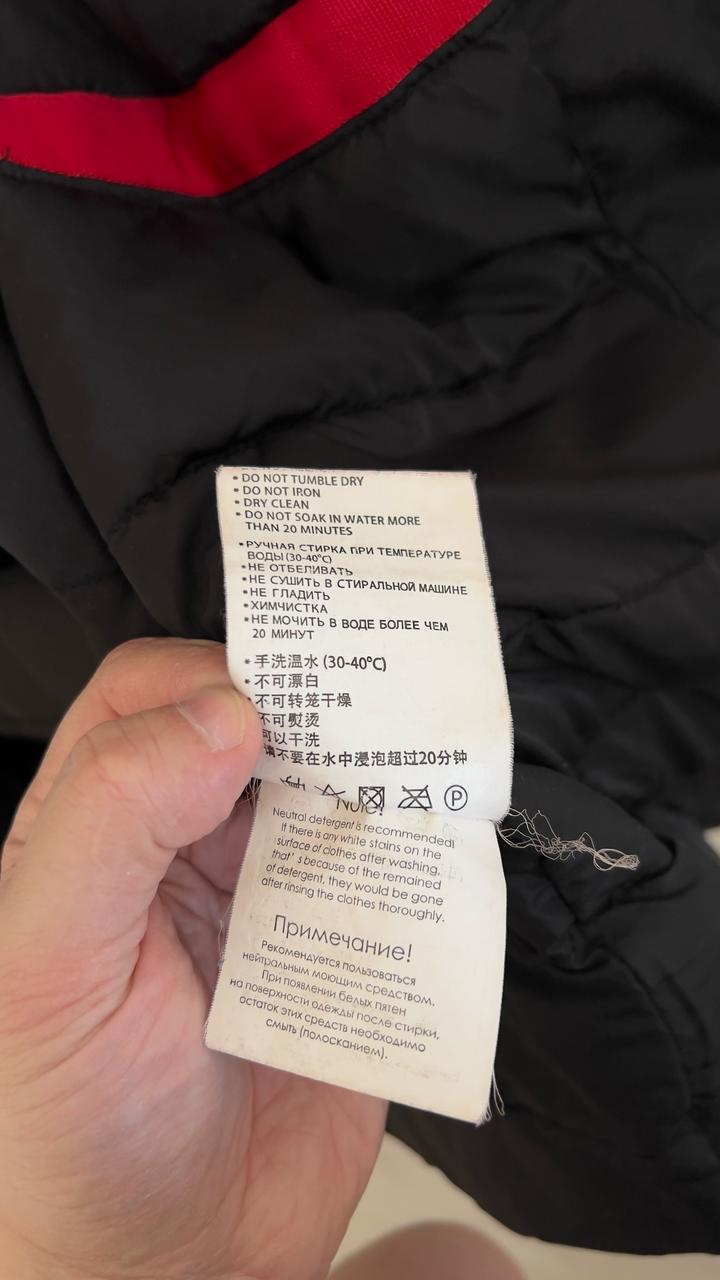 • DO NOT TUMBLE DRY
• DO NOT IRON
• DRY CLEAN
• DO NOT SOAK IN WATER MORE
THAN 20 MINUTES
•РУЧНАЯ СТИРКА ПРИ ТЕМПЕРАТУРЕ
ВОДЫ (30-40°C)
•НЕ ОТБЕЛИВАТЬ
•НЕ СУШИТЬ В СТИРАЛЬНОЙ МАШИНЕ
•НЕ ГЛАДИТЬ
•ХИМЧИСТКА
•НЕ МОЧИТЬ В ВОДЕ БОЛЕЕ ЧЕМ
20 МИНУТ
• 手洗温水 (30-40°C)
• 不可漂白
• 不可转笼干燥
不可熨烫
可以干洗
请不要在水中浸泡超过20分钟
P
Neutral detergent is recommended
If there is any white stains on the
surface of clothes after washing,
that's because of the remained
of detergent, they would be gone
after rinsing the clothes thoroughly.
Примечание!
Рекомендуется пользоваться
нейтральным моющим средством.
При появлении белых пятен
на поверхности одежды после стирки,
остаток этих средств необходимо
смыть (полосканием).